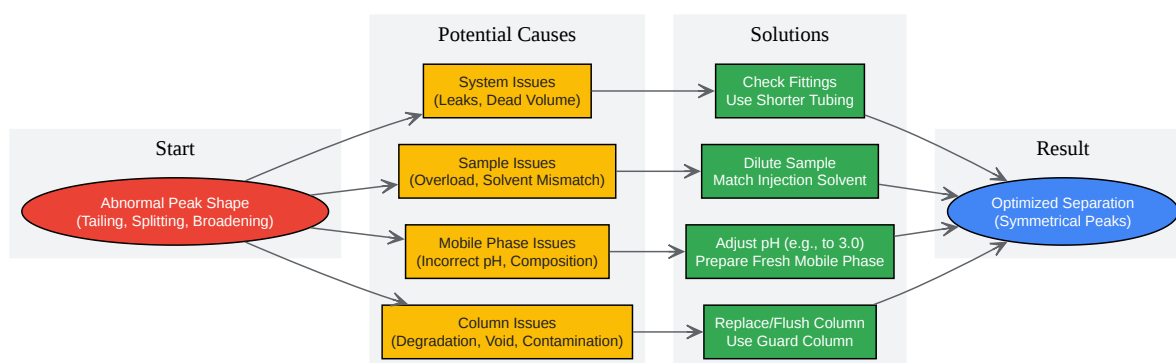 Start
Abnormal Peak Shape
(Tailing, Splitting, Broadening)
Potential Causes
System Issues
(Leaks, Dead Volume)
Sample Issues
(Overload, Solvent Mismatch)
Mobile Phase Issues
(Incorrect pH, Composition)
Column Issues
(Degradation, Void, Contamination)
Solutions
Check Fittings
Use Shorter Tubing
Dilute Sample
Match Injection Solvent
Adjust pH (e.g., to 3.0)
Prepare Fresh Mobile Phase
Replace/Flush Column
Use Guard Column
Result
Optimized Separation
(Symmetrical Peaks)